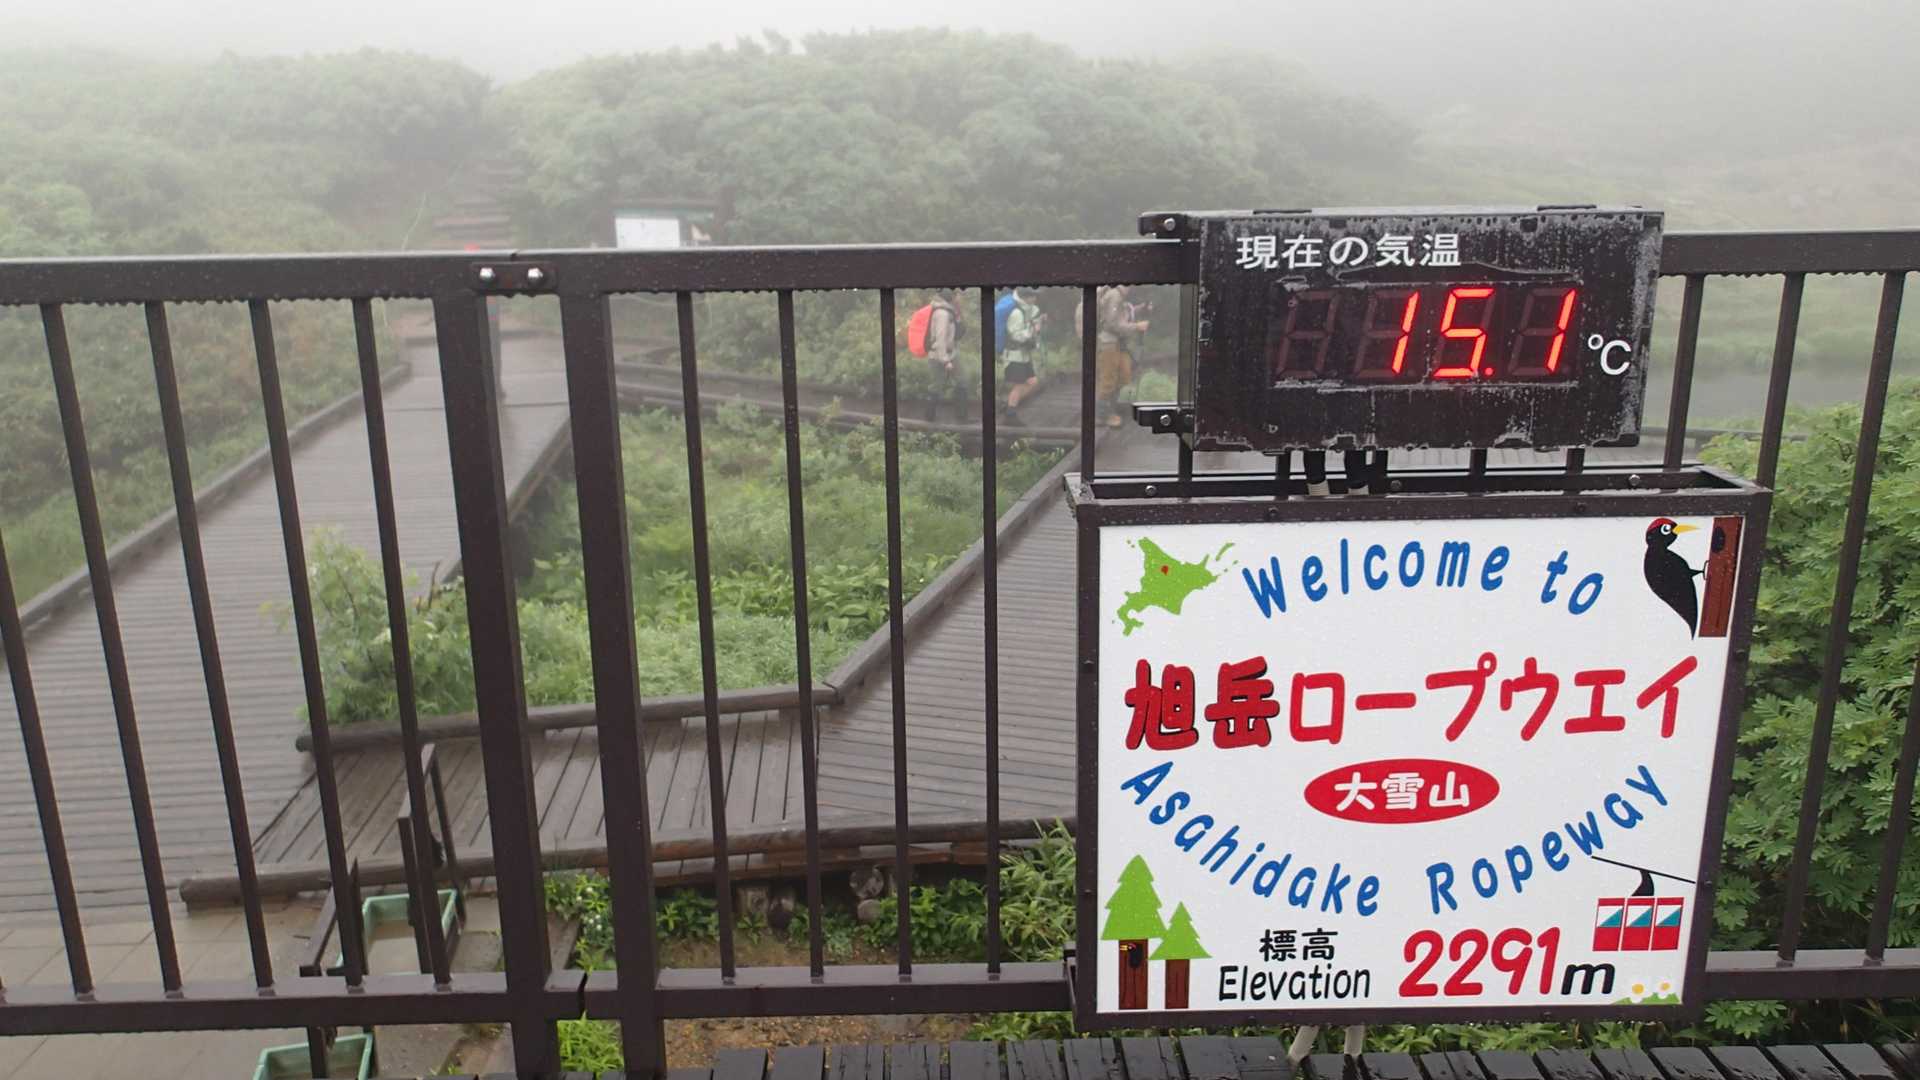 現在の気温
15.1 ℃
Welcome to
旭岳ロープウエイ
大雪山
Asahidake Ropeway
標高
Elevation 2291m